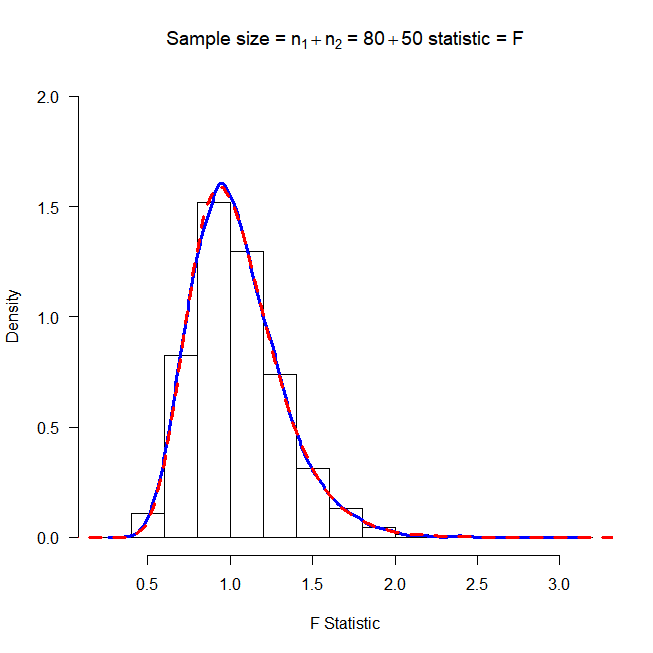 Sample size = n₁ + n₂ = 80 + 50 statistic = F
2.0
1.5
1.0
0.5
0.0
Density
0.5 1.0 1.5 2.0 2.5 3.0
F Statistic